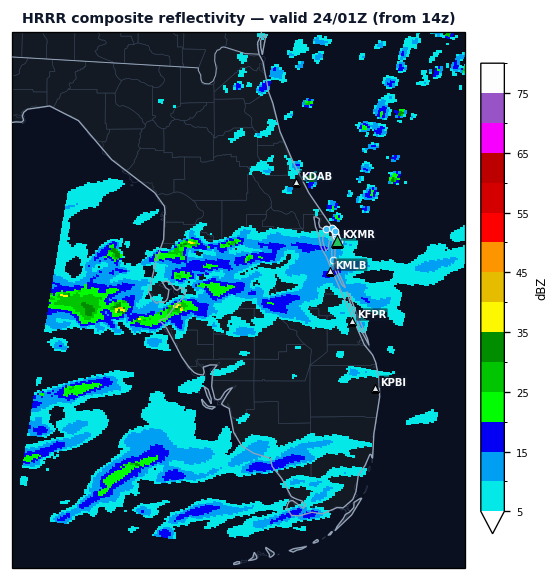 HRRR composite reflectivity — valid 24/01Z (from 14z)
KDAB
KXMR
KMLB
KFPR
KPBI
75
65
55
45
35
25
15
5
dBZ